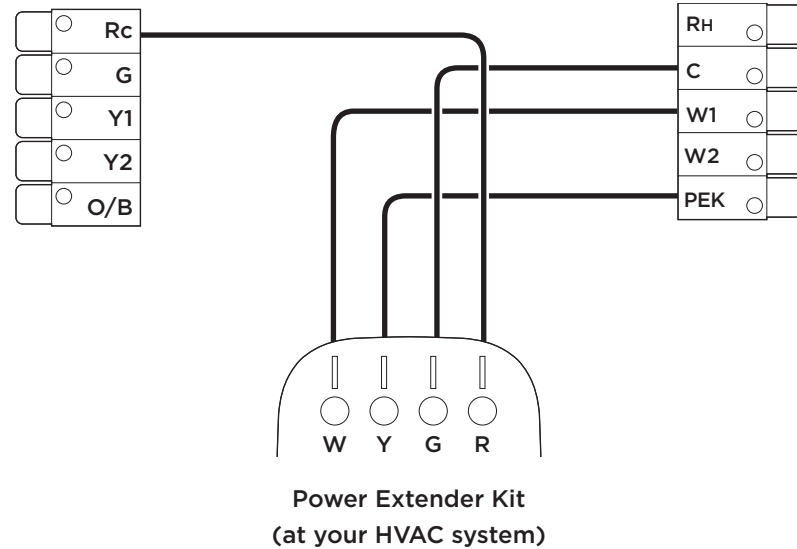 Rc
G
Y1
Y2
O/B
RH
C
W1
W2
PEK
W Y G R
Power Extender Kit
(at your HVAC system)